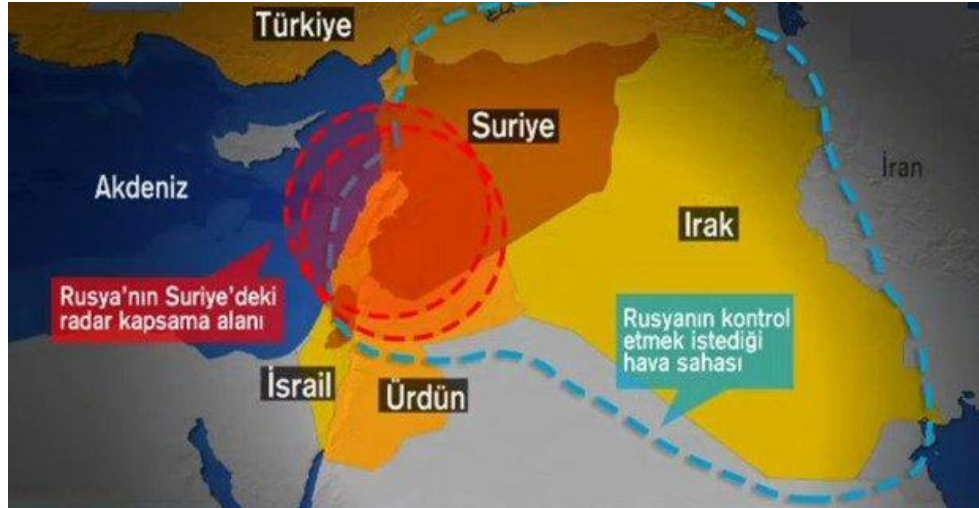 Türkiye
Suriye
Akdeniz
İran
Irak
Rusya'nın Suriye'deki
radar kapsama alanı
Rusyanın kontrol
etmek istediği
hava sahası
İsrail
Ürdün